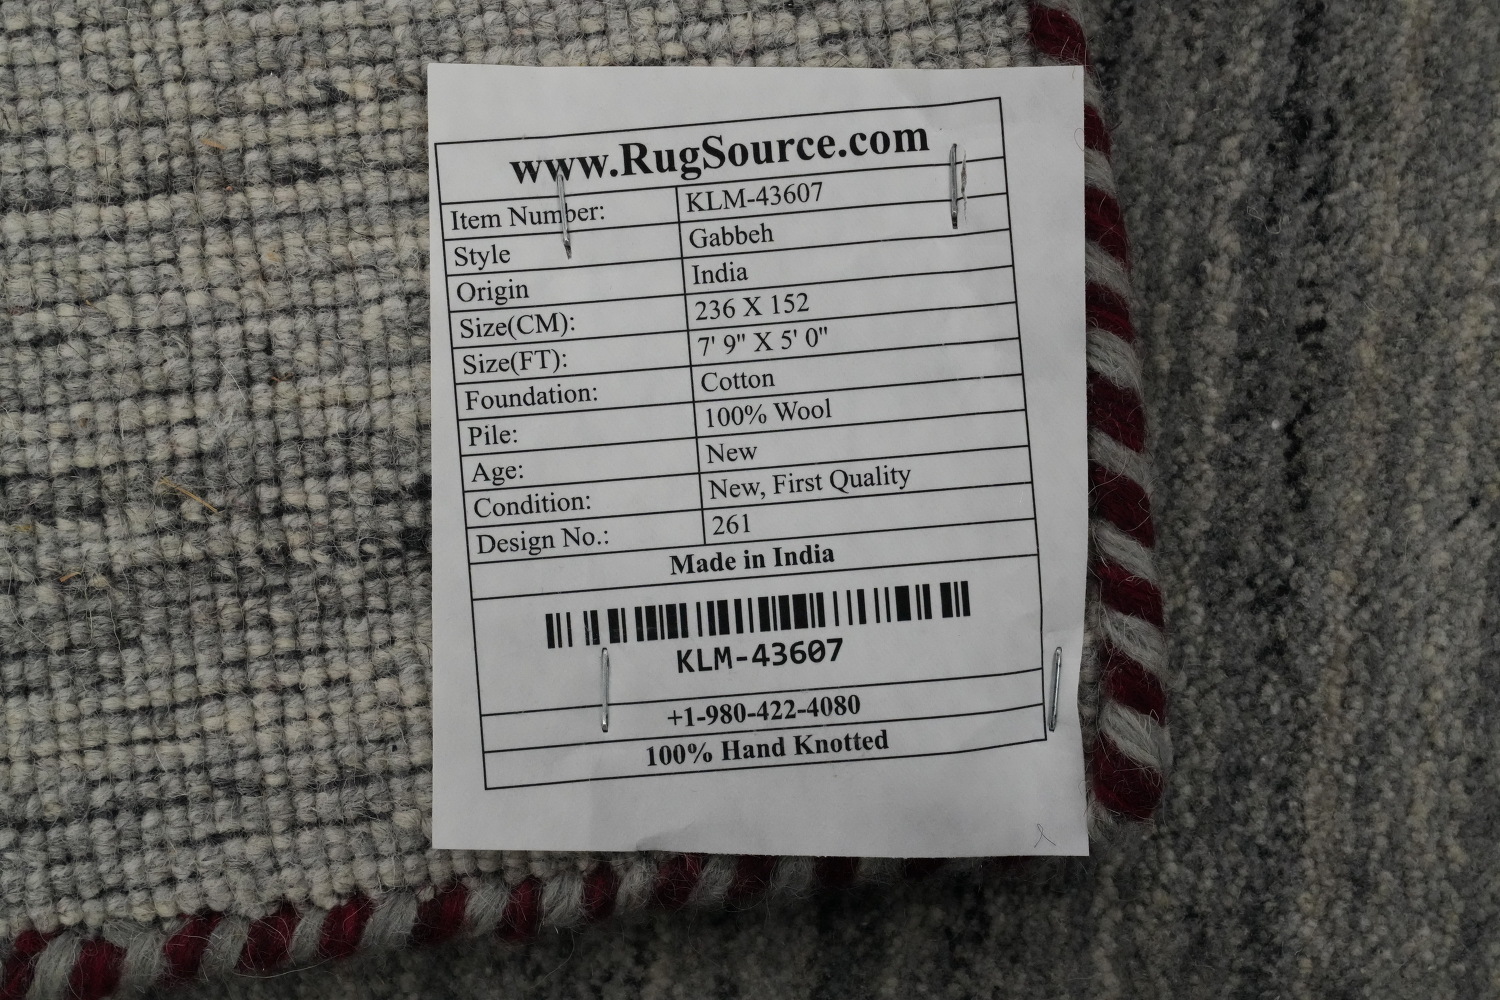 www.RugSource.com
Item Number: KLM-43607
Style Gabbeh
Origin India
Size(CM): 236 X 152
Size(FT): 7' 9" X 5' 0"
Foundation: Cotton
Pile: 100% Wool
Age: New
Condition: New, First Quality
Design No.: 261
Made in India
KLM-43607
+1-980-422-4080
100% Hand Knotted